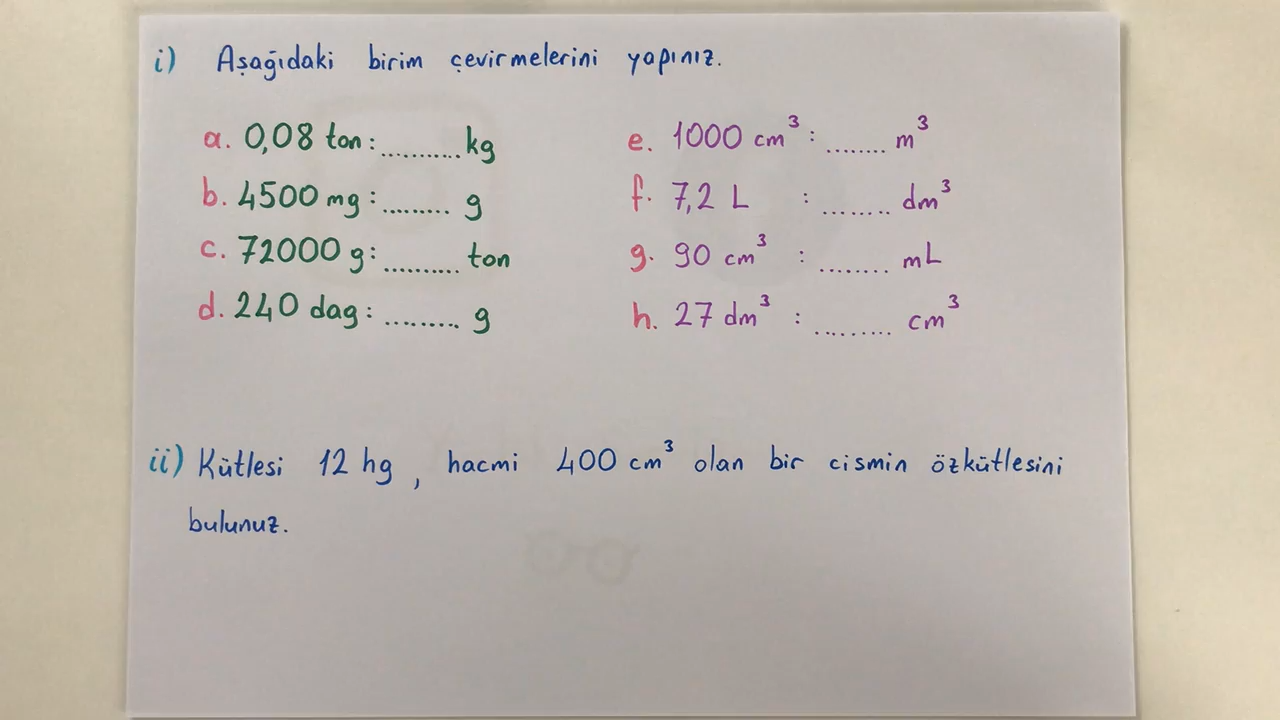 i) Aşağıdaki birim çevirmelerini yapınız.
a. 0,08 ton:...........kg
b. 4500 mg:......... g
c. 72000 g:.......... ton
d. 240 dag:......... g
e. 1000 cm³ : ........ m³
f. 7,2 L : ........ dm³
g. 90 cm³ : ........ mL
h. 27 dm³ : ......... cm³
ii) Kütlesi 12 hg, hacmi 400 cm³ olan bir cismin özkütlesini
bulunuz.